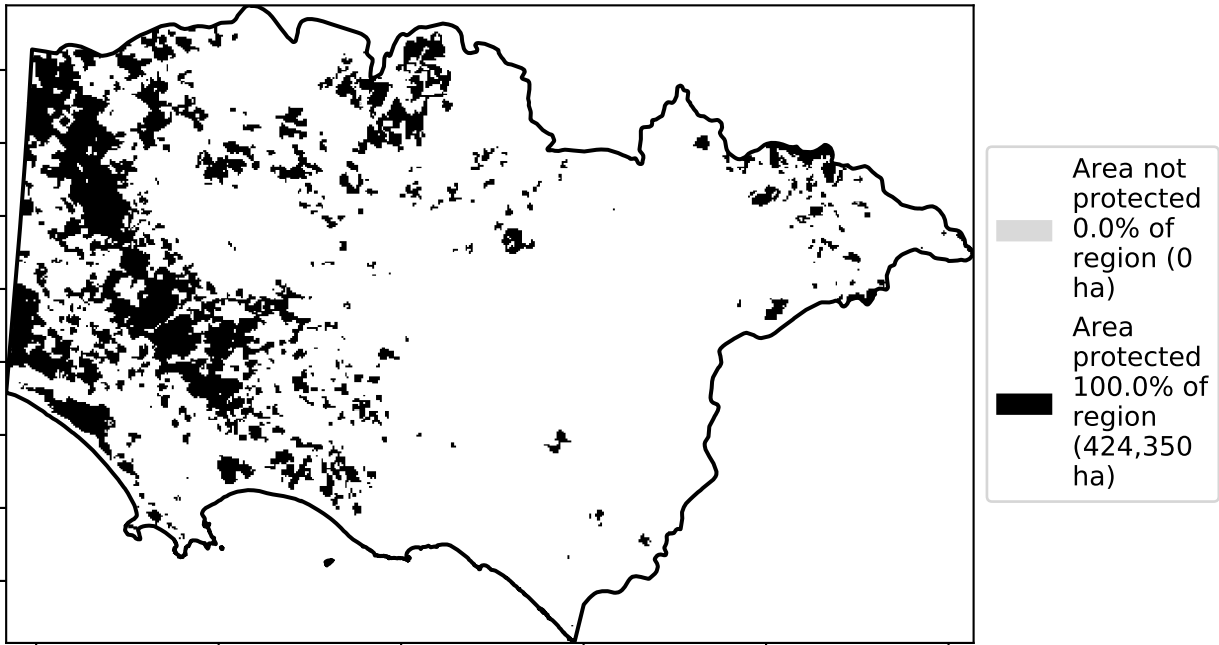 Area not
protected
0.0% of
region (0
ha)
Area
protected
100.0% of
region
(424,350
ha)